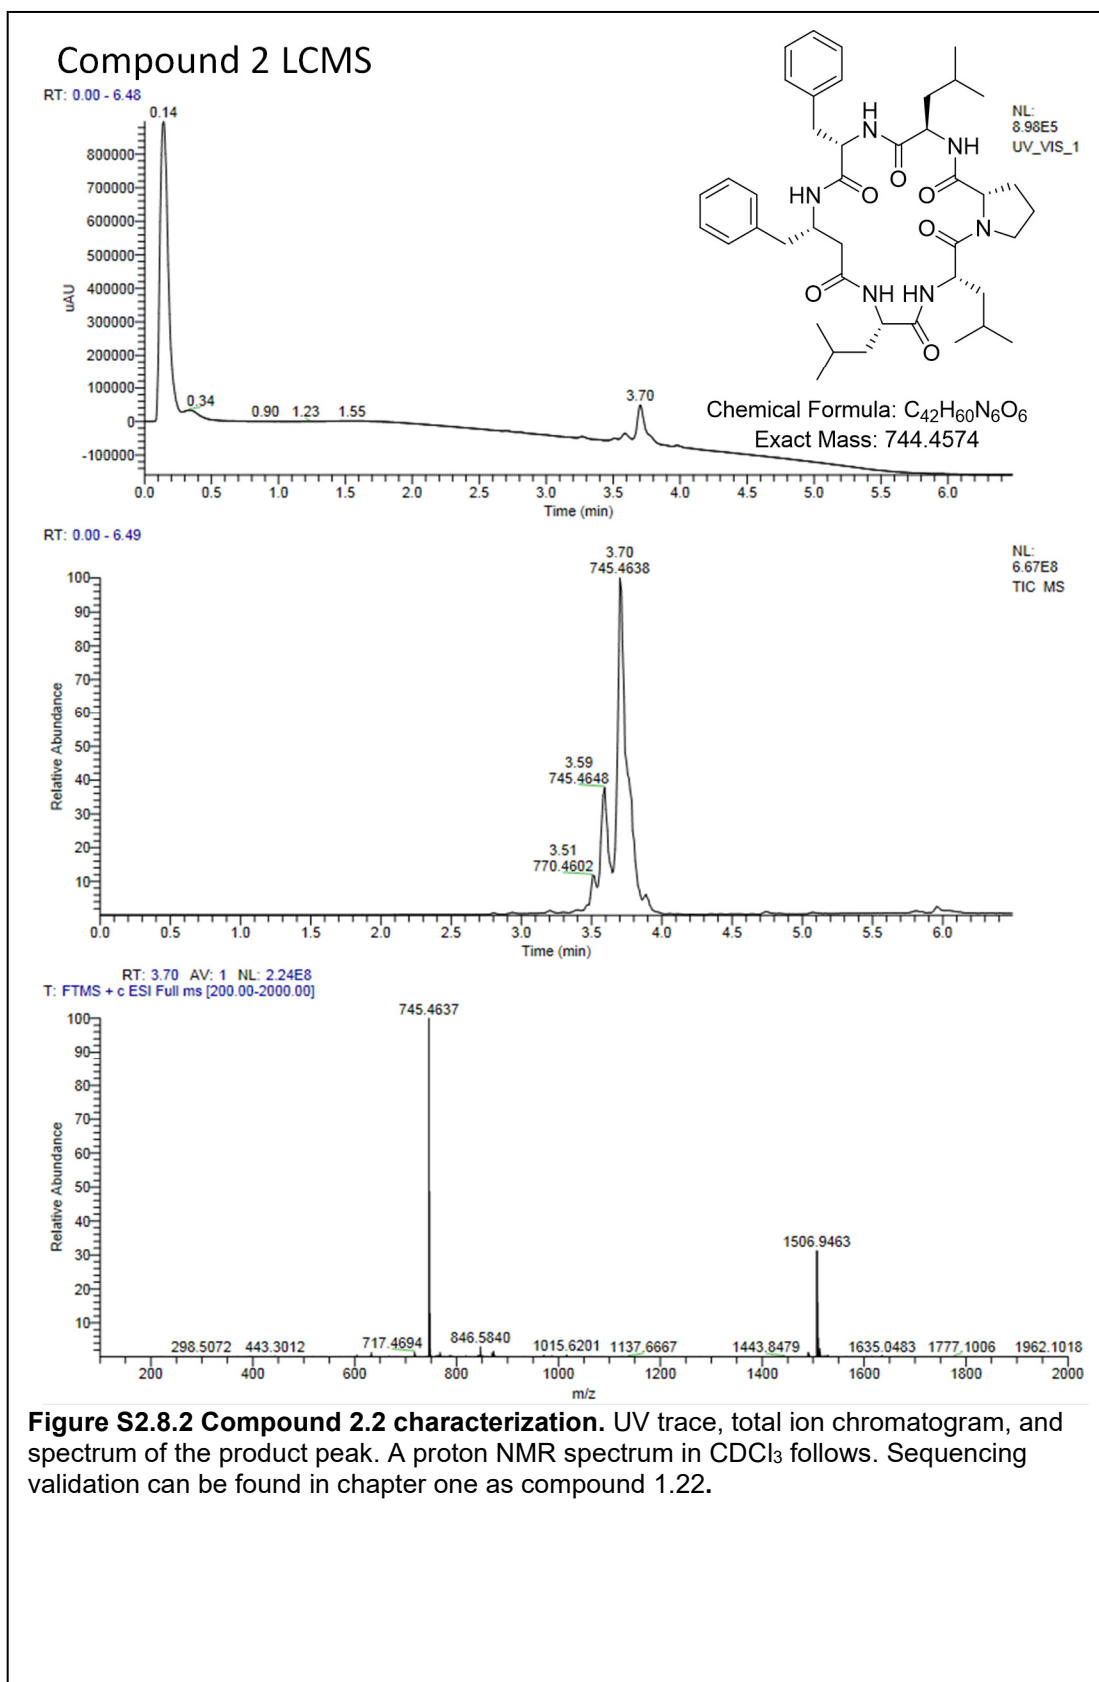 Compound 2 LCMS
RT: 0.00 - 6.48
0.14
NL:
8.98E5
UV_VIS_1
800000
700000
600000
500000
400000
300000
200000
100000
0
-100000
uAU
0.34
0.90 1.23 1.55
3.70
H
N
O
NH
O
HN
O
N
O
O
NH HN
O
Chemical Formula: C42H60N6O6
Exact Mass: 744.4574
0.0 0.5 1.0 1.5 2.0 2.5 3.0 3.5 4.0 4.5 5.0 5.5 6.0
Time (min)
RT: 0.00 - 6.49
NL:
6.67E8
TIC MS
3.70
745.4638
100
90
80
70
60
50
40
30
20
10
Relative Abundance
3.59
745.4648
3.51
770.4602
0.0 0.5 1.0 1.5 2.0 2.5 3.0 3.5 4.0 4.5 5.0 5.5 6.0
Time (min)
RT: 3.70 AV: 1 NL: 2.24E8
T: FTMS + c ESI Full ms [200.00-2000.00]
745.4637
100
90
80
70
60
50
40
30
20
10
Relative Abundance
1506.9463
298.5072 443.3012 717.4694 846.5840 1015.6201 1137.6667 1443.8479 1635.0483 1777.1006 1962.1018
200 400 600 800 1000 1200 1400 1600 1800 2000
m/z
Figure S2.8.2 Compound 2.2 characterization. UV trace, total ion chromatogram, and
spectrum of the product peak. A proton NMR spectrum in CDCl3 follows. Sequencing
validation can be found in chapter one as compound 1.22.